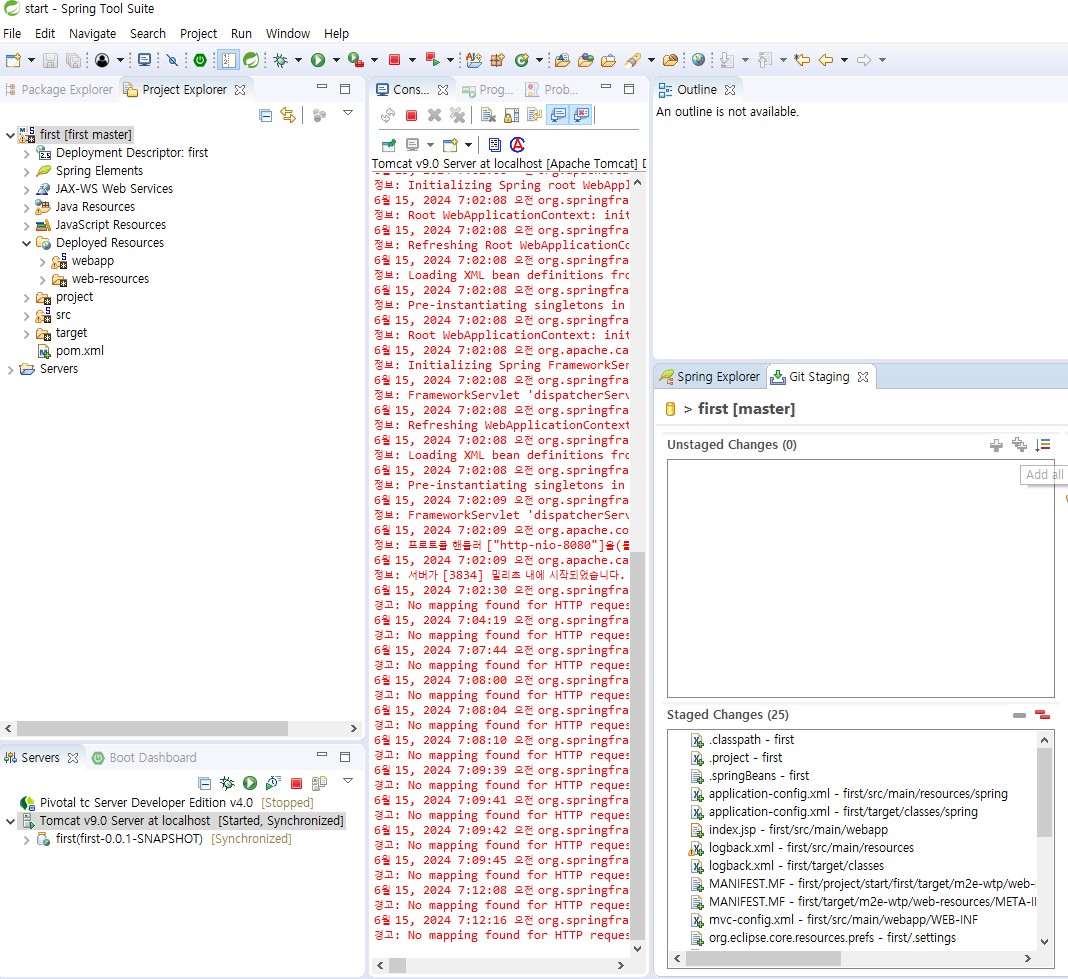 start - Spring Tool Suite
File Edit Navigate Search Project Run Window Help
Package Explorer
Project Explorer
first [first master]
Deployment Descriptor: first
Spring Elements
JAX-WS Web Services
Java Resources
JavaScript Resources
Deployed Resources
webapp
web-resources
project
src
target
pom.xml
Servers
Servers
Boot Dashboard
Pivotal tc Server Developer Edition v4.0 [Stopped]
Tomcat v9.0 Server at localhost [Started, Synchronized]
first(first-0.0.1-SNAPSHOT) [Synchronized]
Cons...
Prog...
Prob...
Tomcat v9.0 Server at localhost [Apache Tomcat] D
정보: Initializing Spring root WebAppl
6월 15, 2024 7:02:08 오전 org.springfra
정보: Root WebApplicationContext: init
6월 15, 2024 7:02:08 오전 org.springfra
정보: Refreshing Root WebApplicationCo
6월 15, 2024 7:02:08 오전 org.springfra
정보: Loading XML bean definitions fro
6월 15, 2024 7:02:08 오전 org.springfra
정보: Pre-instantiating singletons in
6월 15, 2024 7:02:08 오전 org.springfra
정보: Root WebApplicationContext: init
6월 15, 2024 7:02:08 오전 org.apache.ca
정보: Initializing Spring FrameworkSer
6월 15, 2024 7:02:08 오전 org.springfra
정보: FrameworkServlet 'dispatcherServ
6월 15, 2024 7:02:08 오전 org.springfra
정보: Refreshing WebApplicationContext
6월 15, 2024 7:02:08 오전 org.springfra
정보: Loading XML bean definitions fro
6월 15, 2024 7:02:08 오전 org.springfra
정보: Pre-instantiating singletons in
6월 15, 2024 7:02:09 오전 org.springfra
정보: FrameworkServlet 'dispatcherServ
6월 15, 2024 7:02:09 오전 org.apache.co
정보: 프로토콜 핸들러 ["http-nio-8080"]을(를
6월 15, 2024 7:02:09 오전 org.apache.ca
정보: 서버가 [3834] 밀리초 내에 시작되었습니다.
6월 15, 2024 7:02:30 오전 org.springfra
경고: No mapping found for HTTP reques
6월 15, 2024 7:04:19 오전 org.springfra
경고: No mapping found for HTTP reques
6월 15, 2024 7:07:44 오전 org.springfra
경고: No mapping found for HTTP reques
6월 15, 2024 7:08:00 오전 org.springfra
경고: No mapping found for HTTP reques
6월 15, 2024 7:08:04 오전 org.springfra
경고: No mapping found for HTTP reques
6월 15, 2024 7:08:10 오전 org.springfra
경고: No mapping found for HTTP reques
6월 15, 2024 7:09:39 오전 org.springfra
경고: No mapping found for HTTP reques
6월 15, 2024 7:09:41 오전 org.springfra
경고: No mapping found for HTTP reques
6월 15, 2024 7:09:42 오전 org.springfra
경고: No mapping found for HTTP reques
6월 15, 2024 7:09:45 오전 org.springfra
경고: No mapping found for HTTP reques
6월 15, 2024 7:12:08 오전 org.springfra
경고: No mapping found for HTTP reques
6월 15, 2024 7:12:16 오전 org.springfra
경고: No mapping found for HTTP reques
Outline
An outline is not available.
Spring Explorer
Git Staging
> first [master]
Unstaged Changes (0)
Add all
Staged Changes (25)
.classpath - first
.project - first
.springBeans - first
application-config.xml - first/src/main/resources/spring
application-config.xml - first/target/classes/spring
index.jsp - first/src/main/webapp
logback.xml - first/src/main/resources
logback.xml - first/target/classes
MANIFEST.MF - first/project/start/first/target/m2e-wtp/web-
MANIFEST.MF - first/target/m2e-wtp/web-resources/META-I
mvc-config.xml - first/src/main/webapp/WEB-INF
org.eclipse.core.resources.prefs - first/.settings